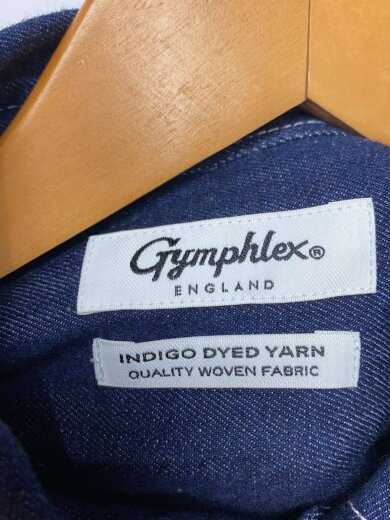 Gymphlex®
ENGLAND
INDIGO DYED YARN
QUALITY WOVEN FABRIC